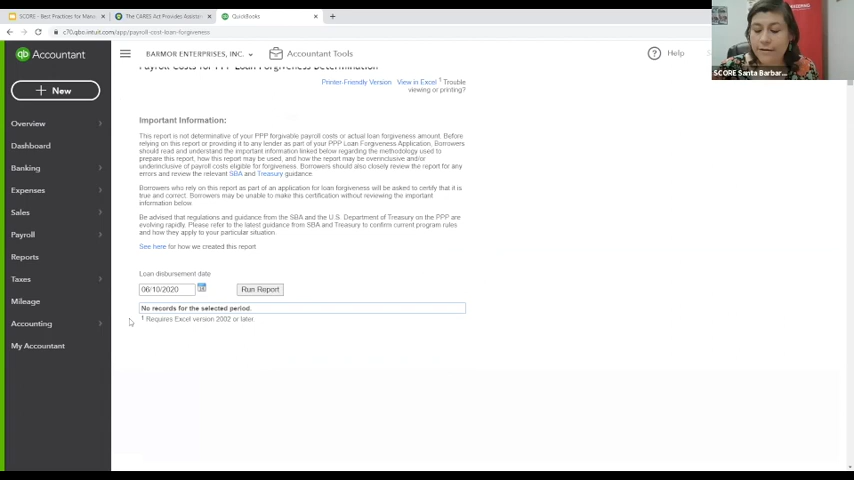 SCORE - Best Practices for Mana
The CARES Act Provides Assistanc
QuickBooks
c70.qbo.intuit.com/app/payroll-cost-loan-forgiveness
qb Accountant
BARMOR ENTERPRISES, INC.
Accountant Tools
Help
SCORE Santa Barbar...
+ New
Overview
Dashboard
Banking
Expenses
Sales
Payroll
Reports
Taxes
Mileage
Accounting
My Accountant
Payroll Costs for PPP Loan Forgiveness Determination
Printer-Friendly Version View in Excel 1 Trouble
viewing or printing?
Important Information:
This report is not determinative of your PPP forgivable payroll costs or actual loan forgiveness amount. Before
relying on this report or providing it to any lender as part of your PPP Loan Forgiveness Application, Borrowers
should read and understand the important information linked below regarding the methodology used to
prepare this report, how this report may be used, and how the report may be overinclusive and/or
underinclusive of payroll costs eligible for forgiveness. Borrowers should also closely review the report for any
errors and review the relevant SBA and Treasury guidance.
Borrowers who rely on this report as part of an application for loan forgiveness will be asked to certify that it is
true and correct. Borrowers may be unable to make this certification without reviewing the important
information below
Be advised that regulations and guidance from the SBA and the U.S. Department of Treasury on the PPP are
evolving rapidly. Please refer to the latest guidance from SBA and Treasury to confirm current program rules
and how they apply to your particular situation.
See here for how we created this report
Loan disbursement date
06/10/2020
Run Report
No records for the selected period.
1 Requires Excel version 2002 or later.